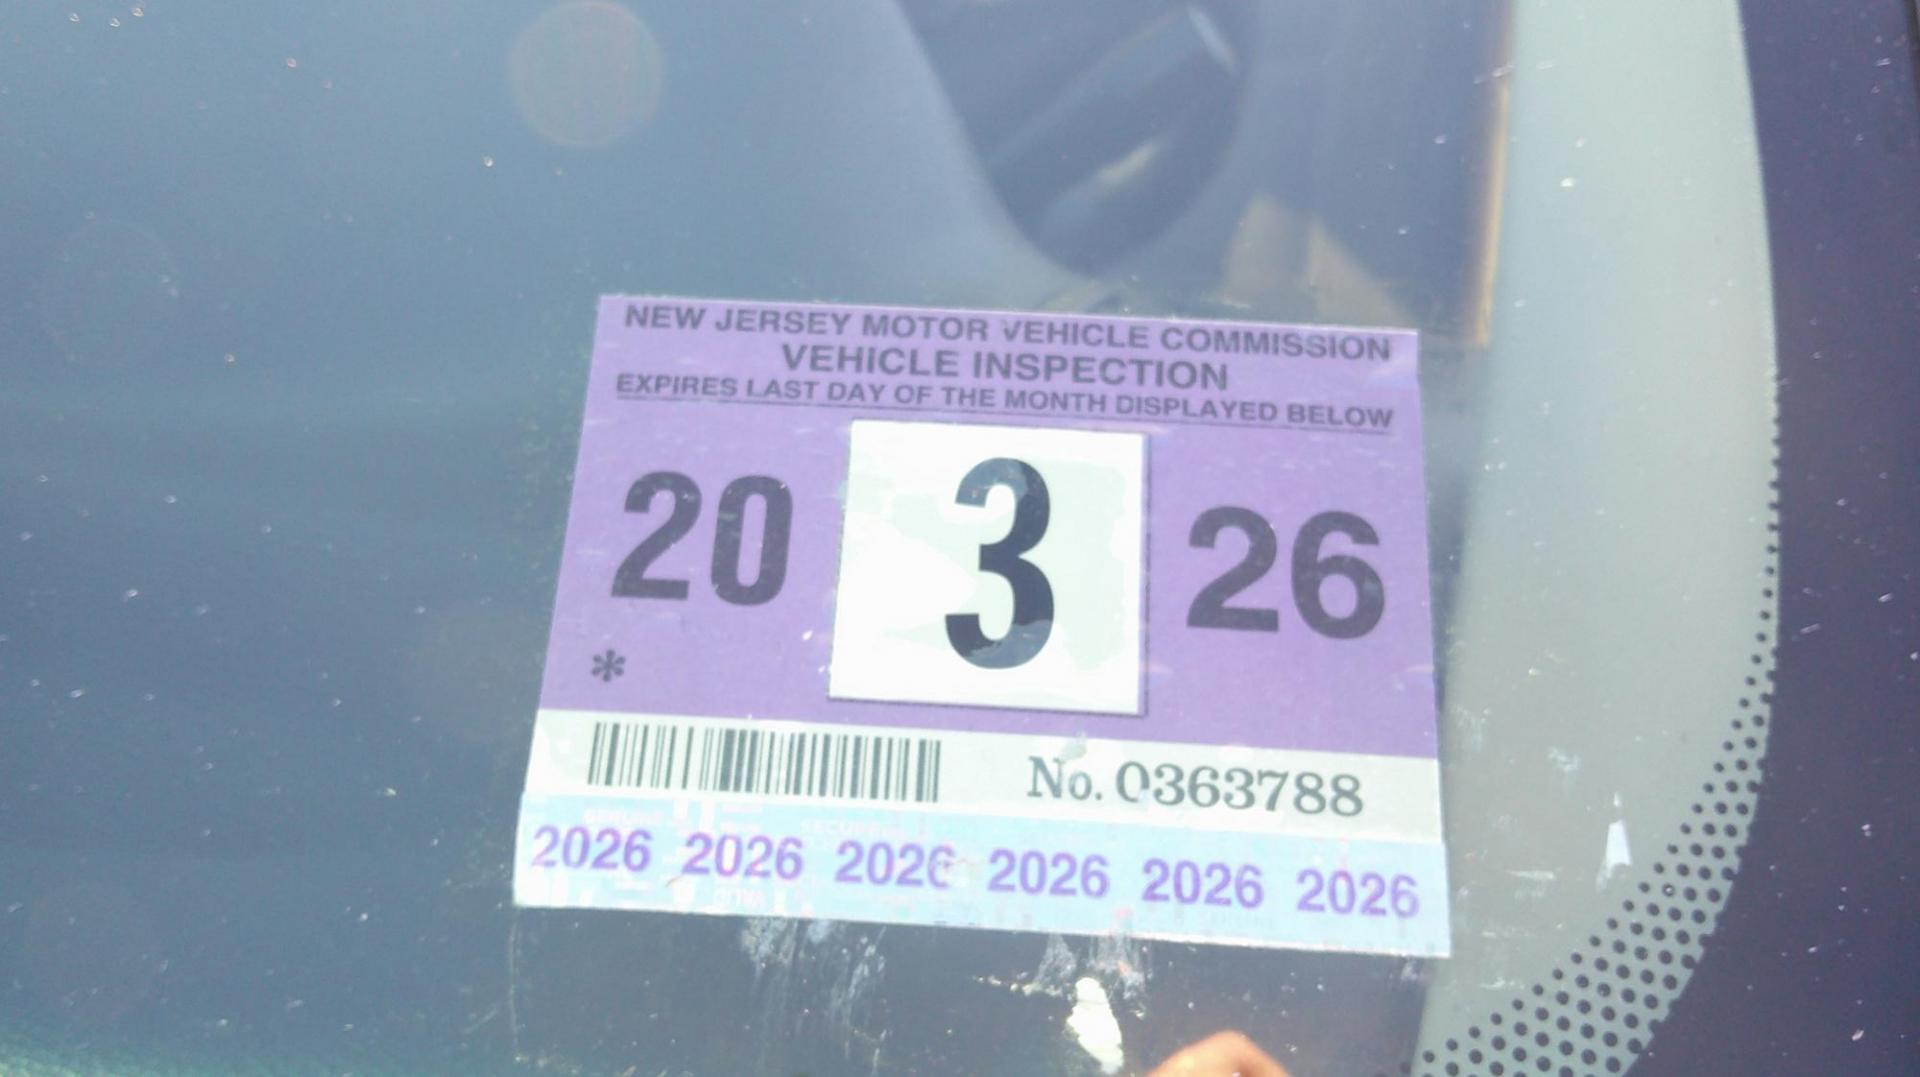 NEW JERSEY MOTOR VEHICLE COMMISSION
VEHICLE INSPECTION
EXPIRES LAST DAY OF THE MONTH DISPLAYED BELOW
20 3 26
*
No. 0363788
2026 2026 2026 2026 2026 2026